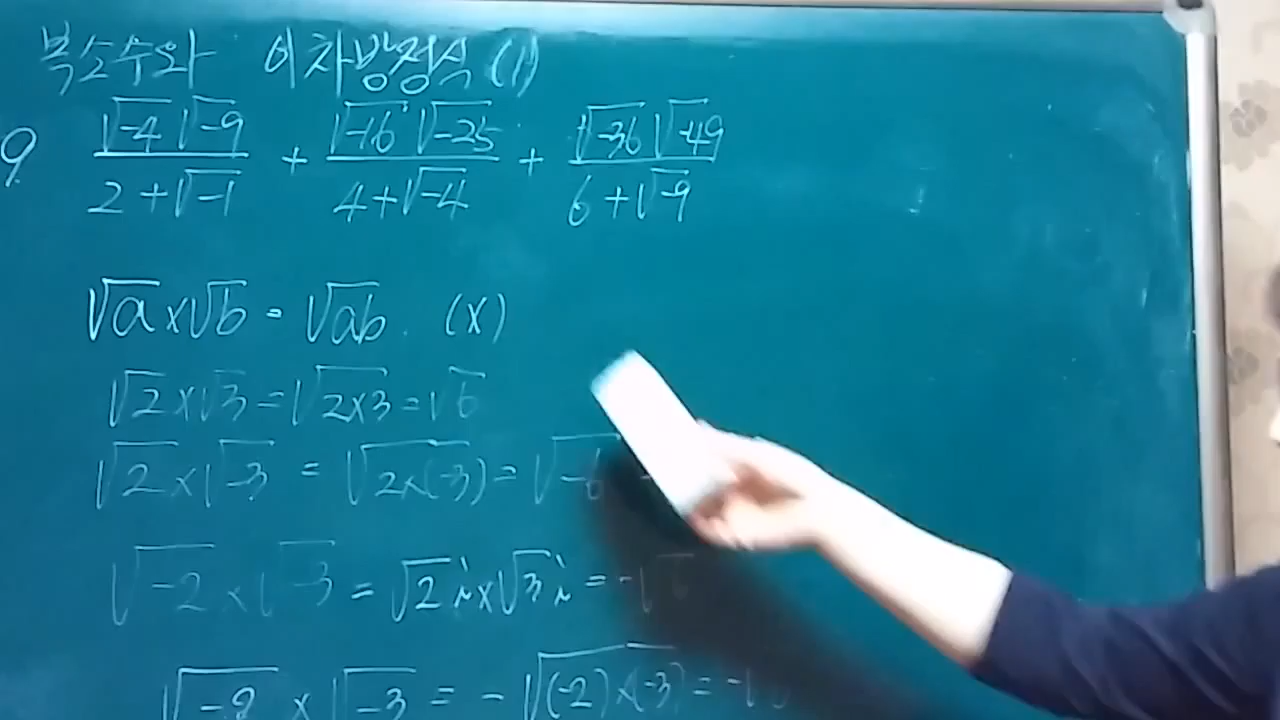 복소수와 이차방정식 (1)
9 √-4 √-9 / 2+√-1 + √-16 √-25 / 4+√-4 + √-36 √-49 / 6+√-9
√a×√b = √ab. (×)
√2×√3=√2×3=√6
√2×√-3 = √2×(-3)=√-6
√-2×√-3=√2i×√3i=-√6
√-2×√-3=-√(-2)×(-3)=-